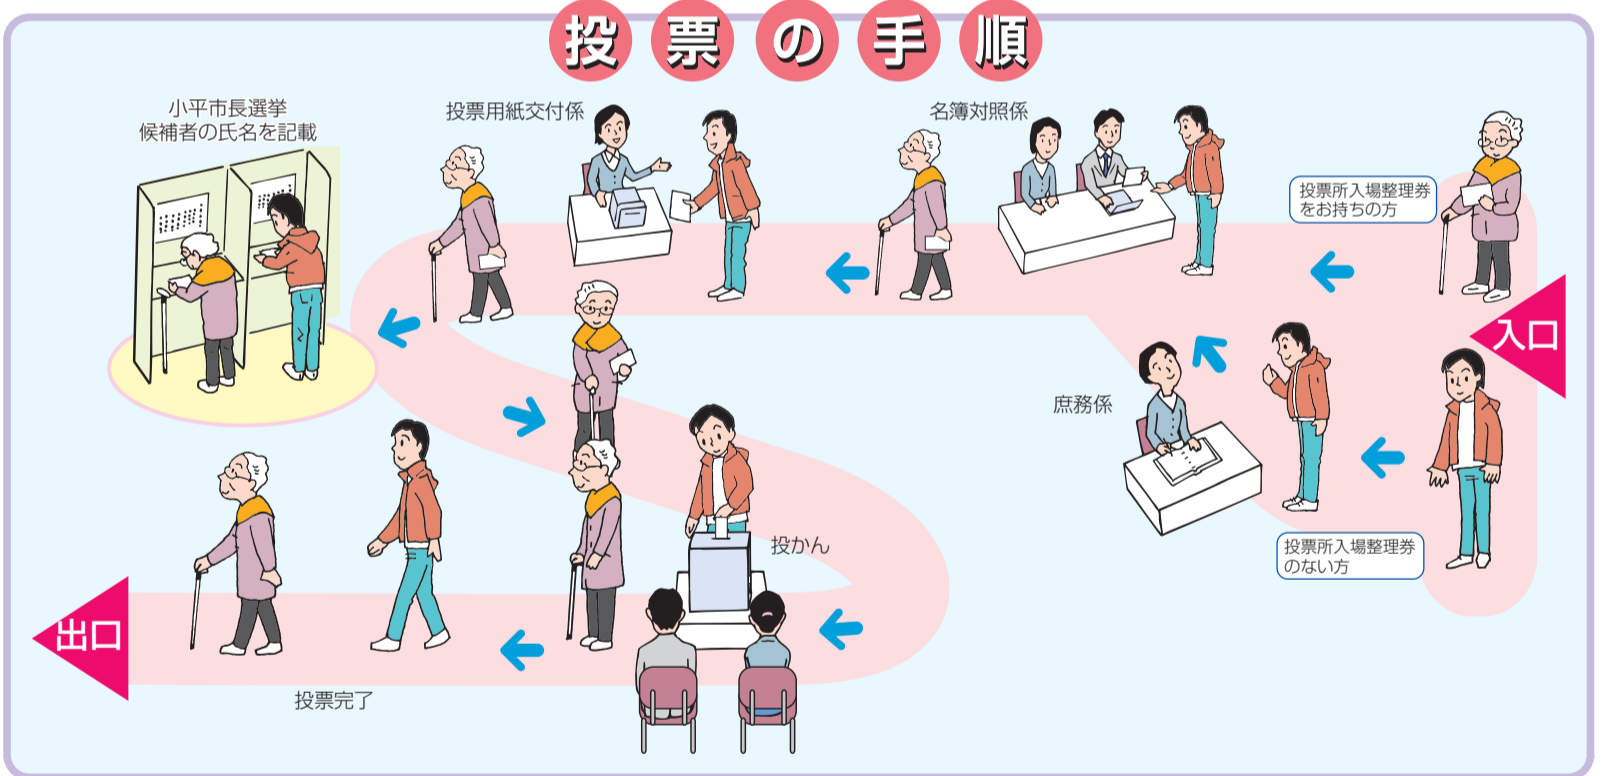 投票の手順
小平市長選挙
候補者の氏名を記載
投票用紙交付係
名簿対照係
投票所入場整理券
をお持ちの方
入口
庶務係
投票所入場整理券
のない方
投かん
出口
投票完了